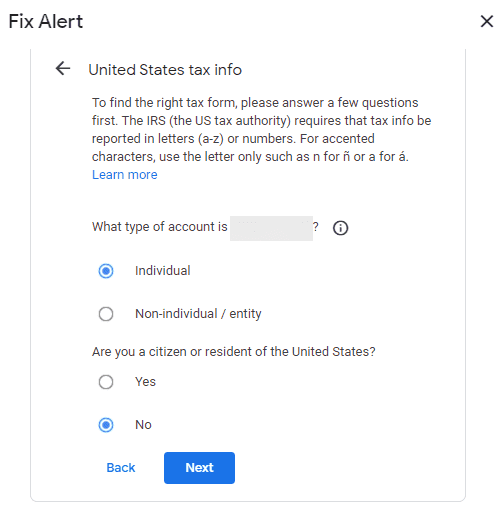 Fix Alert
United States tax info
To find the right tax form, please answer a few questions
first. The IRS (the US tax authority) requires that tax info be
reported in letters (a-z) or numbers. For accented
characters, use the letter only such as n for ñ or a for á.
Learn more
What type of account is ?
Individual
Non-individual / entity
Are you a citizen or resident of the United States?
Yes
No
Back Next